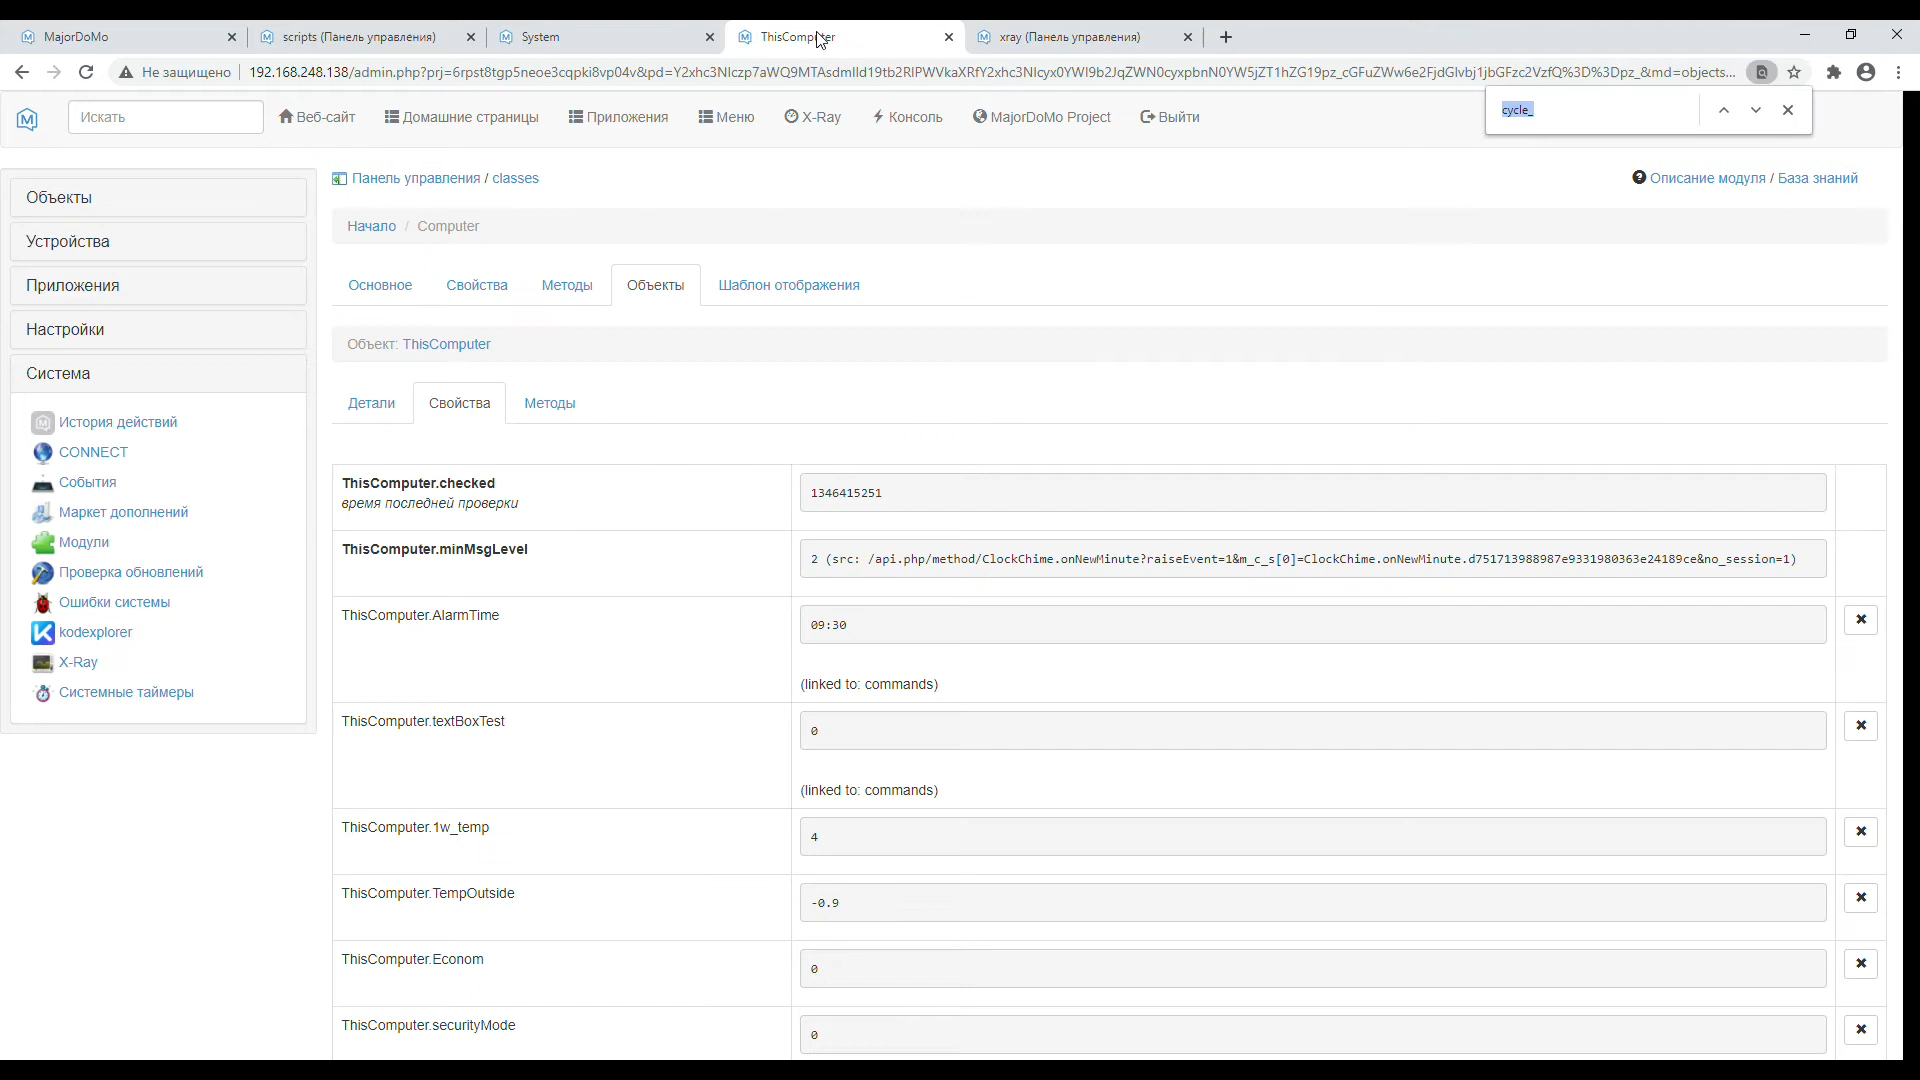 MajorDoMo
scripts (Панель управления)
System
ThisComputer
xray (Панель управления)
Не защищено
192.168.248.138/admin.php?prj=6rpst8tgp5neoe3cqpki8vp04v&pd=Y2xhc3NIczp7aWQ9MTAsdmlld19tb2RlPWVkaXRfY2xhc3NIcyx0YWI9b2JqZWN0cyxpbnN0YW5jZT1hZG19pz_cGFuZWw6e2FjdGlvbj1jbGFzc2VzfQ%3D%3Dpz_&md=objects...
cycle_
Искать
Веб-сайт
Домашние страницы
Приложения
Меню
X-Ray
Консоль
MajorDoMo Project
Выйти
Объекты
Устройства
Приложения
Настройки
Система
История действий
CONNECT
События
Маркет дополнений
Модули
Проверка обновлений
Ошибки системы
kodexplorer
X-Ray
Системные таймеры
Панель управления / classes
Описание модуля / База знаний
Начало / Computer
Основное
Свойства
Методы
Объекты
Шаблон отображения
Объект: ThisComputer
Детали
Свойства
Методы
ThisComputer.checked
время последней проверки
1346415251
ThisComputer.minMsgLevel
2 (src: /api.php/method/ClockChime.onNewMinute?raiseEvent=1&m_c_s[0]=ClockChime.onNewMinute.d751713988987e9331980363e24189ce&no_session=1)
ThisComputer.AlarmTime
09:30
(linked to: commands)
ThisComputer.textBoxTest
0
(linked to: commands)
ThisComputer.1w_temp
4
ThisComputer.TempOutside
-0.9
ThisComputer.Econom
0
ThisComputer.securityMode
0